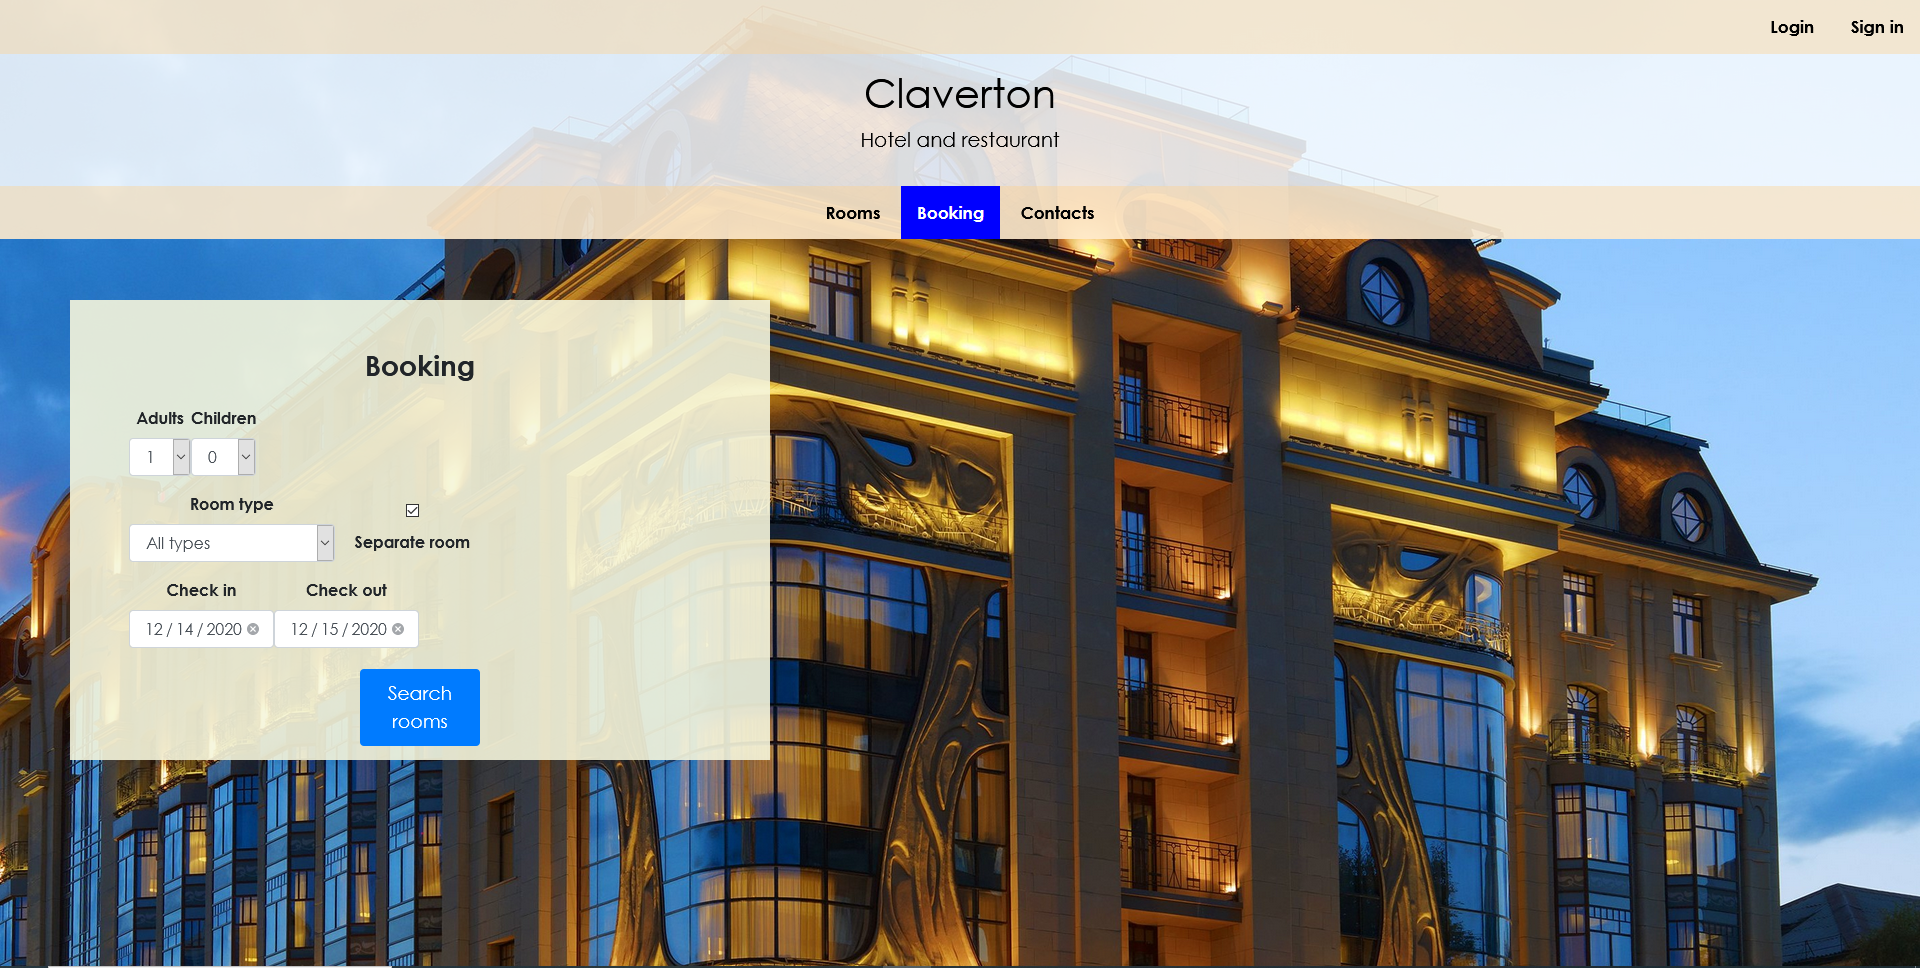 Login Sign in
Claverton
Hotel and restaurant
Rooms Booking Contacts
Booking
Adults Children
1 0
Room type
All types
Separate room
Check in Check out
12 / 14 / 2020 12 / 15 / 2020
Search
rooms